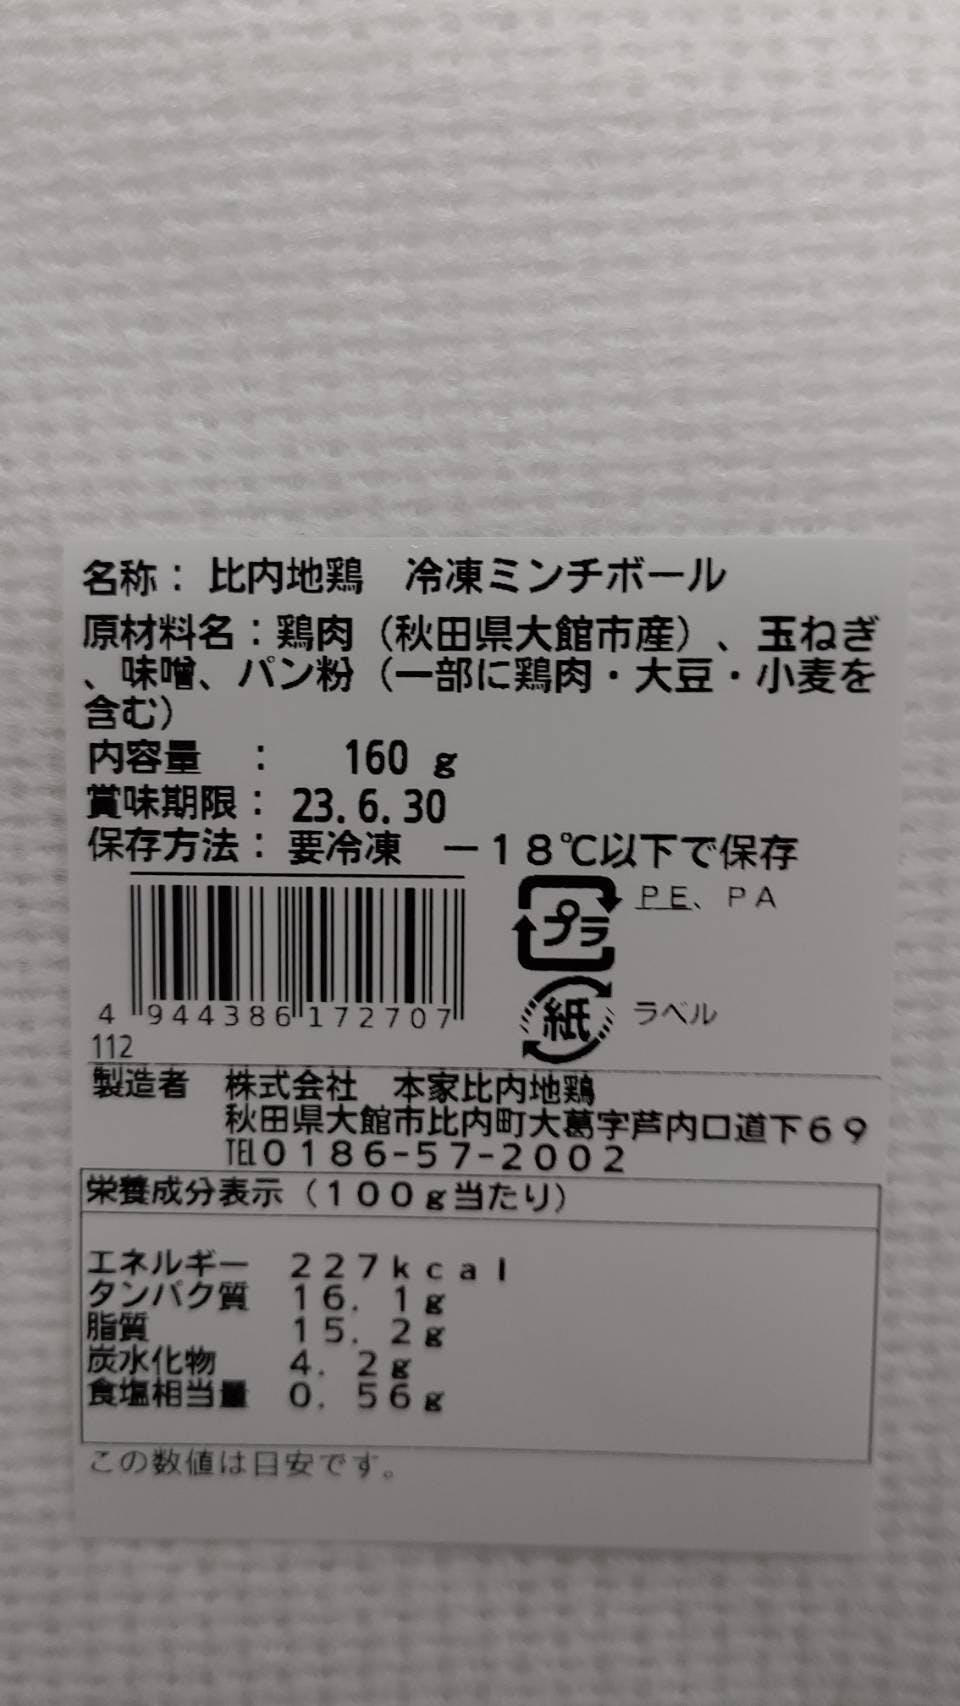 名称： 比内地鶏　冷凍ミンチボール
原材料名：鶏肉（秋田県大館市産）、玉ねぎ
、味噌、パン粉（一部に鶏肉・大豆・小麦を
含む）
内容量　：　　160 g
賞味期限： 23.6.30
保存方法： 要冷凍　－１８℃以下で保存
プラ PE、PA
4 944386 172707
紙 ラベル
112
製造者　株式会社　本家比内地鶏
秋田県大館市比内町大葛字芦内口道下６９
TEL０１８６-５７-２００２
栄養成分表示（１００g当たり）
エネルギー　２２７kcal
タンパク質　１６．１g
脂質　１５．２g
炭水化物　４．２g
食塩相当量　０．５６g
この数値は目安です。